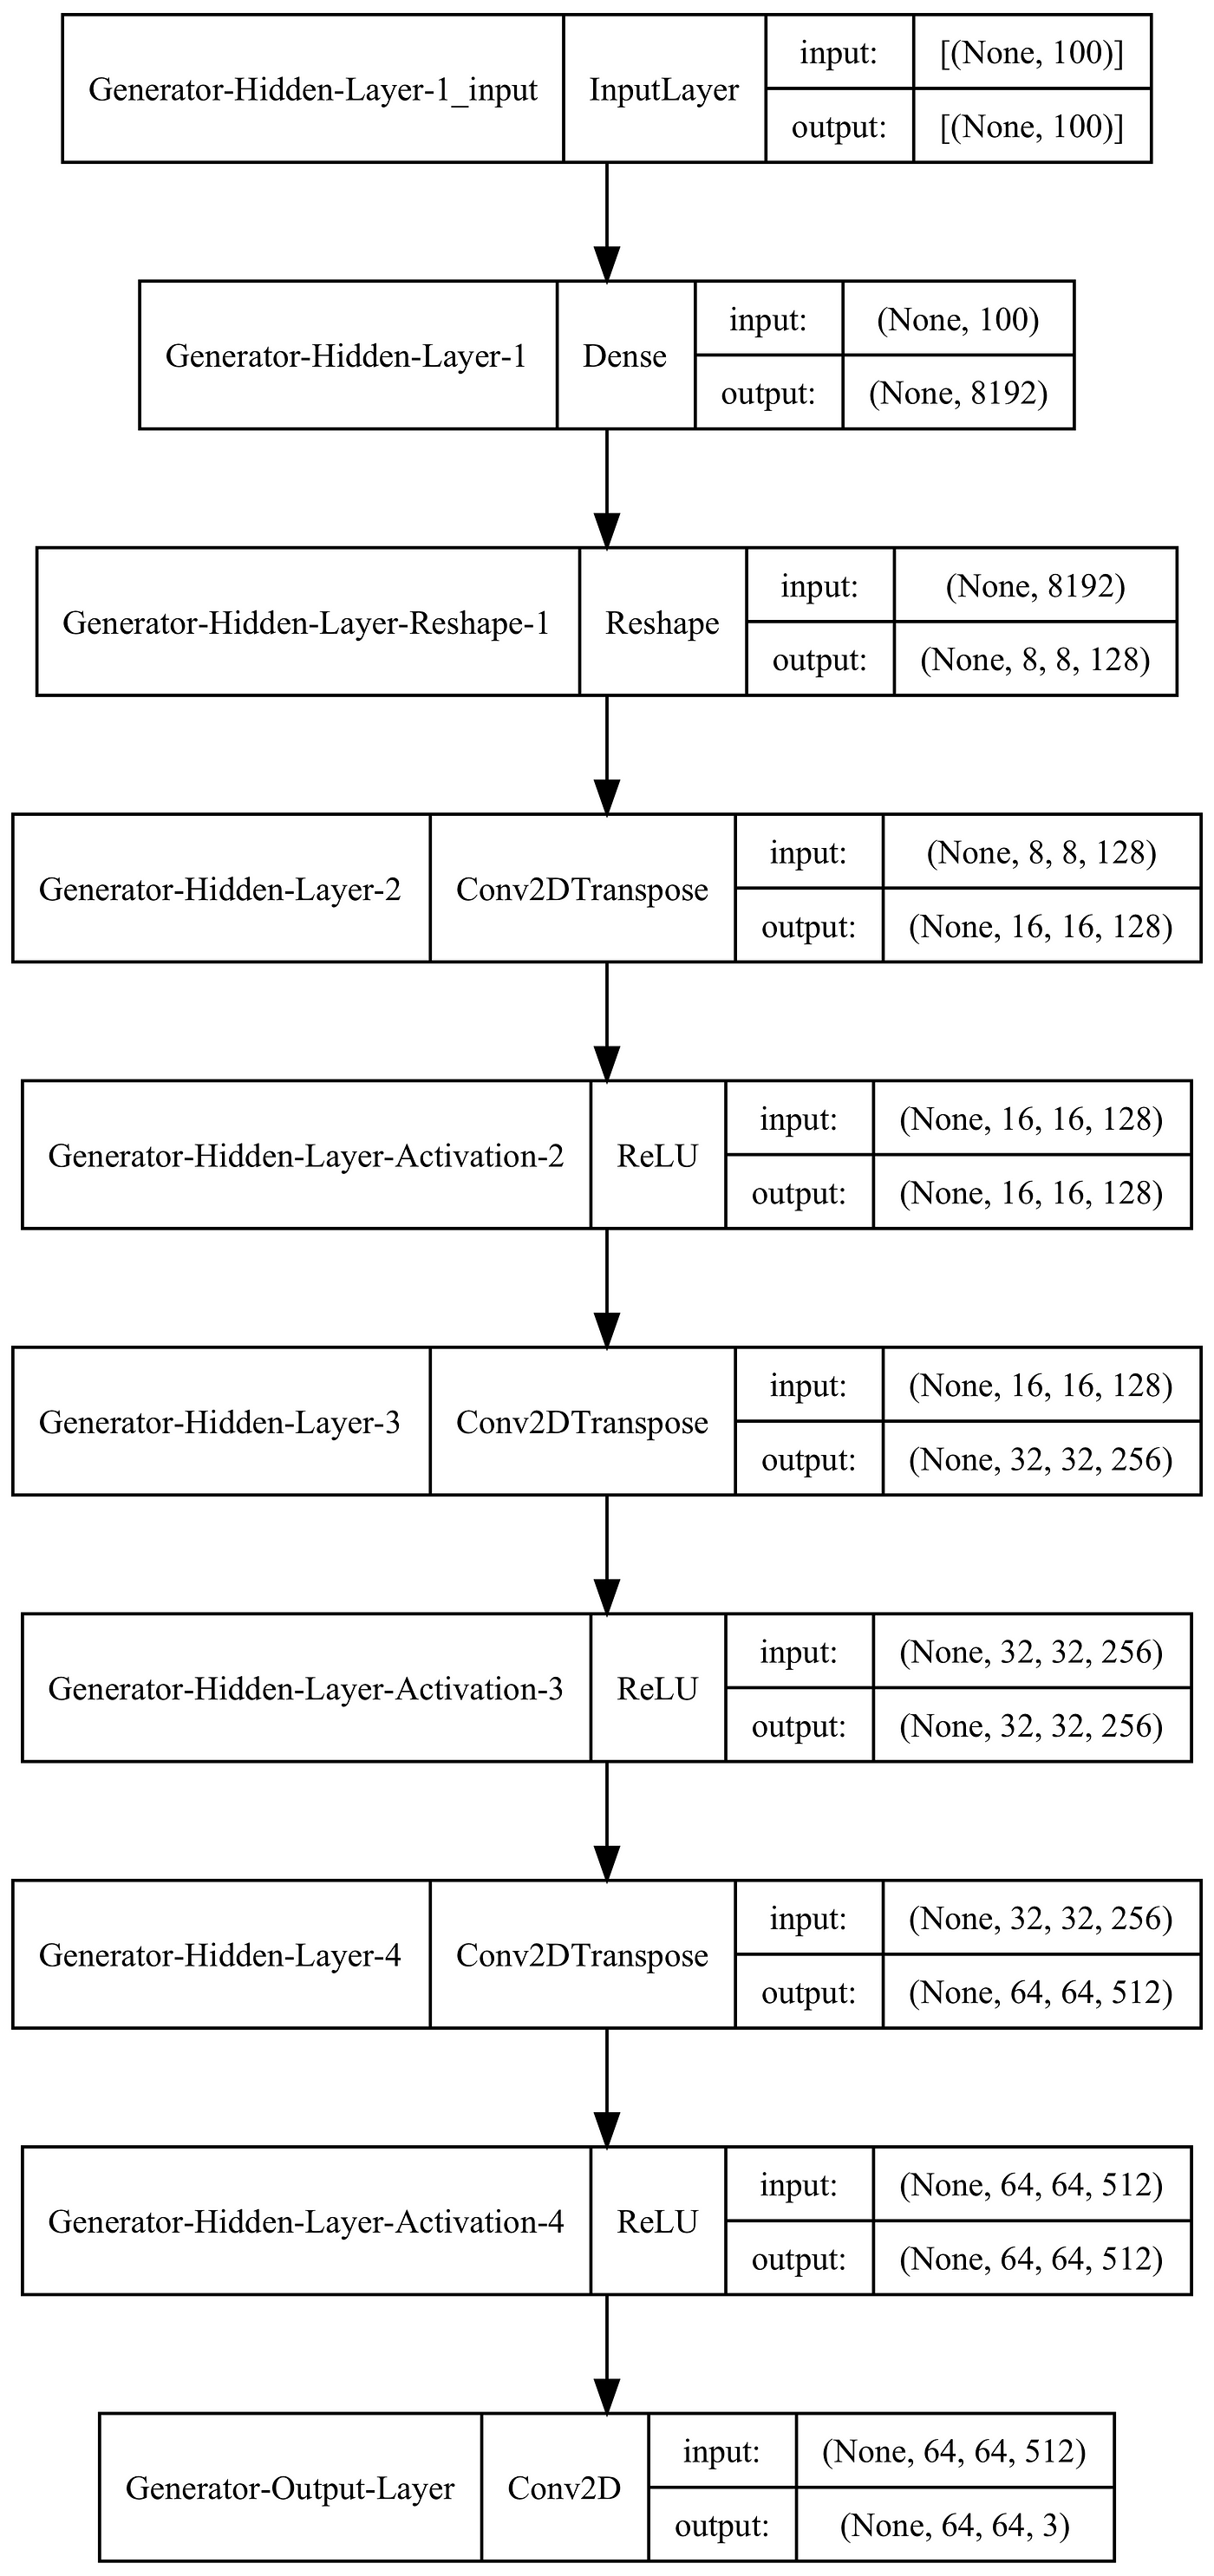 Generator-Hidden-Layer-1_input InputLayer input: [(None, 100)]
output: [(None, 100)]
Generator-Hidden-Layer-1 Dense input: (None, 100)
output: (None, 8192)
Generator-Hidden-Layer-Reshape-1 Reshape input: (None, 8192)
output: (None, 8, 8, 128)
Generator-Hidden-Layer-2 Conv2DTranspose input: (None, 8, 8, 128)
output: (None, 16, 16, 128)
Generator-Hidden-Layer-Activation-2 ReLU input: (None, 16, 16, 128)
output: (None, 16, 16, 128)
Generator-Hidden-Layer-3 Conv2DTranspose input: (None, 16, 16, 128)
output: (None, 32, 32, 256)
Generator-Hidden-Layer-Activation-3 ReLU input: (None, 32, 32, 256)
output: (None, 32, 32, 256)
Generator-Hidden-Layer-4 Conv2DTranspose input: (None, 32, 32, 256)
output: (None, 64, 64, 512)
Generator-Hidden-Layer-Activation-4 ReLU input: (None, 64, 64, 512)
output: (None, 64, 64, 512)
Generator-Output-Layer Conv2D input: (None, 64, 64, 512)
output: (None, 64, 64, 3)